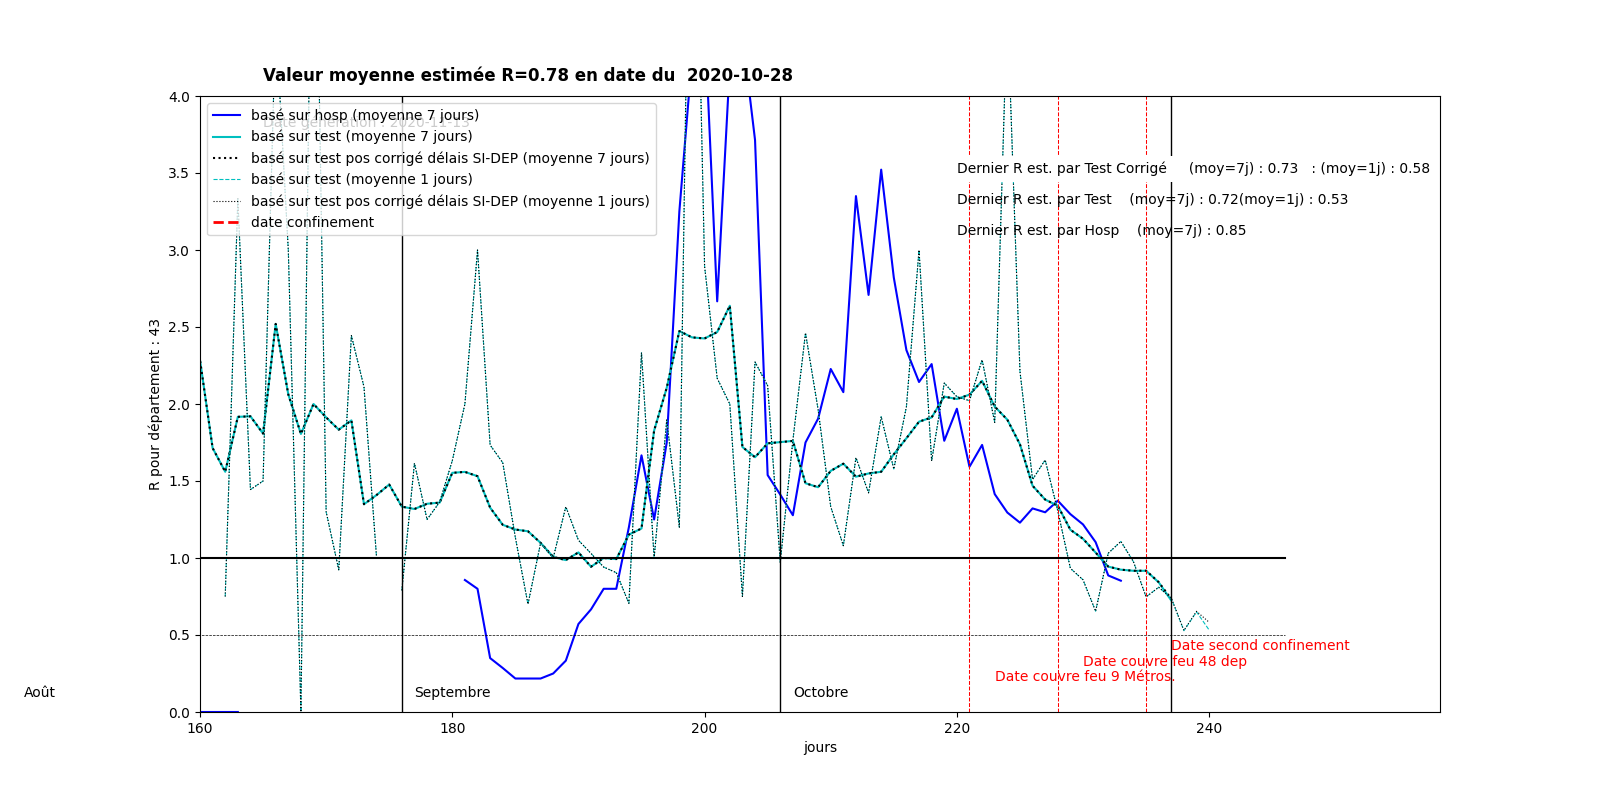 Valeur moyenne estimée R=0.78 en date du  2020-10-28
Date génération : 2020-11-13
basé sur hosp (moyenne 7 jours)
basé sur test (moyenne 7 jours)
basé sur test pos corrigé délais SI-DEP (moyenne 7 jours)
basé sur test (moyenne 1 jours)
basé sur test pos corrigé délais SI-DEP (moyenne 1 jours)
date confinement
Dernier R est. par Test Corrigé     (moy=7j) : 0.73   : (moy=1j) : 0.58
Dernier R est. par Test    (moy=7j) : 0.72(moy=1j) : 0.53
Dernier R est. par Hosp    (moy=7j) : 0.85
4.0
3.5
3.0
2.5
2.0
1.5
1.0
0.5
0.0
R pour département : 43
Date second confinement
Date couvre feu 48 dep
Date couvre feu 9 Métros.
Août
Septembre
Octobre
160
180
200
220
240
jours